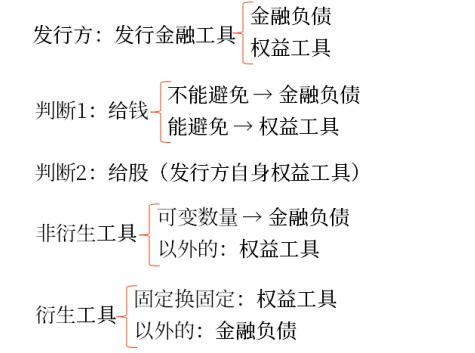 金融负债
发行方：发行金融工具
权益工具
不能避免→金融负债
判断1：给钱
能避免→权益工具
判断2：给股（发行方自身权益工具）
可变数量→金融负债
非衍生工具
以外的：权益工具
固定换固定：权益工具
衍生工具
以外的：金融负债